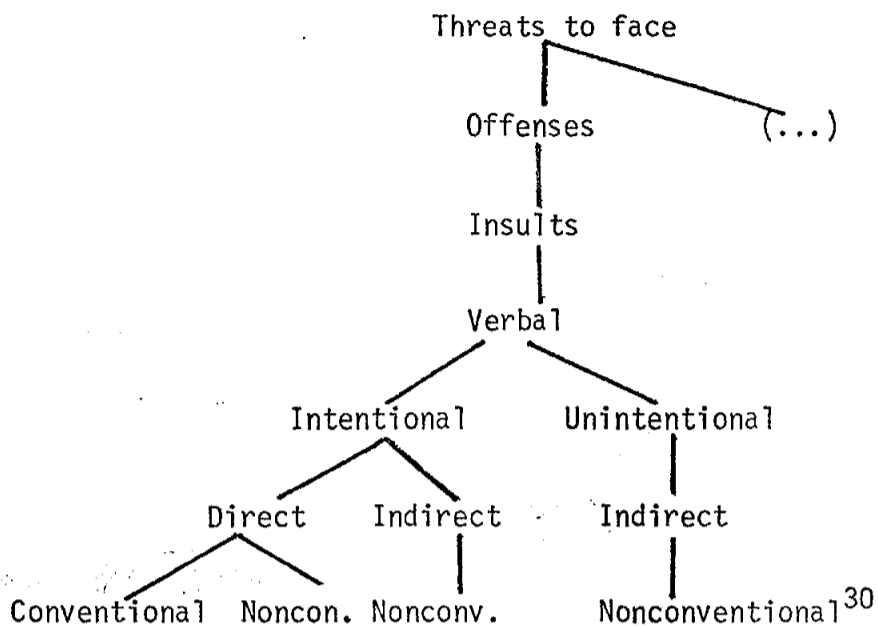 Threats to face
Offenses (...)
Insults
Verbal
Intentional Unintentional
Direct Indirect Indirect
Conventional Noncon. Nonconv. Nonconventional30